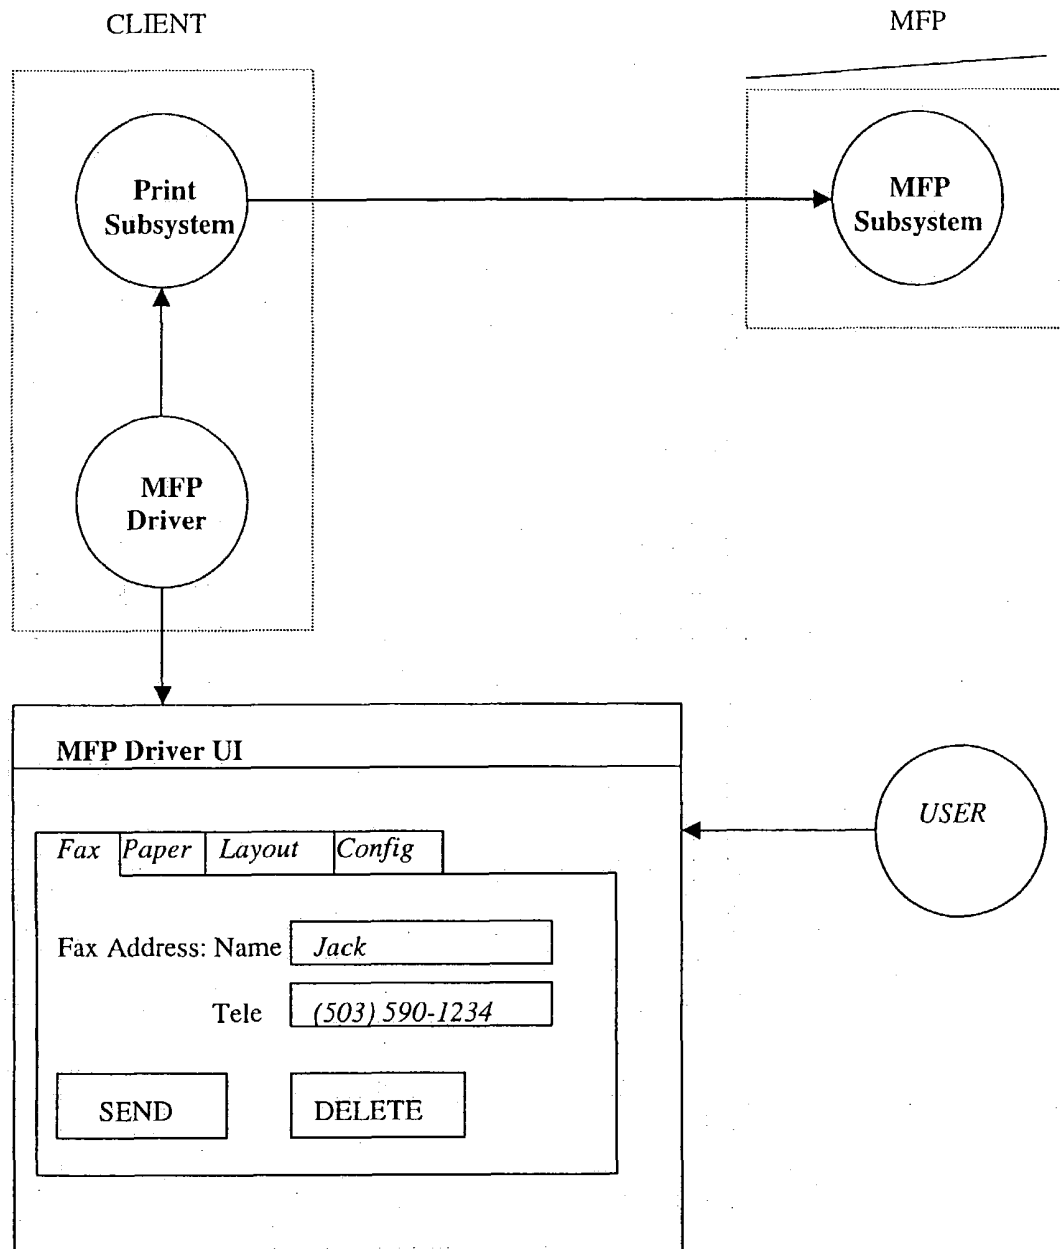 CLIENT
MFP
Print
Subsystem
MFP
Subsystem
MFP
Driver
MFP Driver UI
USER
Fax Paper Layout Config
Fax Address: Name Jack
Tele (503) 590-1234
SEND DELETE